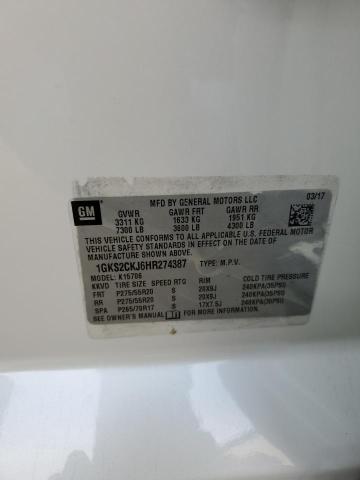 GM
MFD BY GENERAL MOTORS LLC
03/17
GVWR GAWR FRT GAWR RR
3311 KG 1633 KG 1951 KG
7300 LB 3600 LB 4300 LB
THIS VEHICLE CONFORMS TO ALL APPLICABLE U.S. FEDERAL MOTOR
VEHICLE SAFETY STANDARDS IN EFFECT ON THE DATE OF
MANUFACTURE SHOWN ABOVE.
1GKS2CKJ6HR274387 TYPE: M.P.V.
MODEL: K15706
KKVD TIRE SIZE SPEED RTG RIM COLD TIRE PRESSURE
FRT P275/55R20 S 20X9J 240KPA(35PSI)
RR P275/55R20 S 20X9J 240KPA(35PSI)
SPA P265/70R17 S 17X7.5J 240KPA(35PSI)
SEE OWNER'S MANUAL FOR ADDITIONAL INFORMATION.